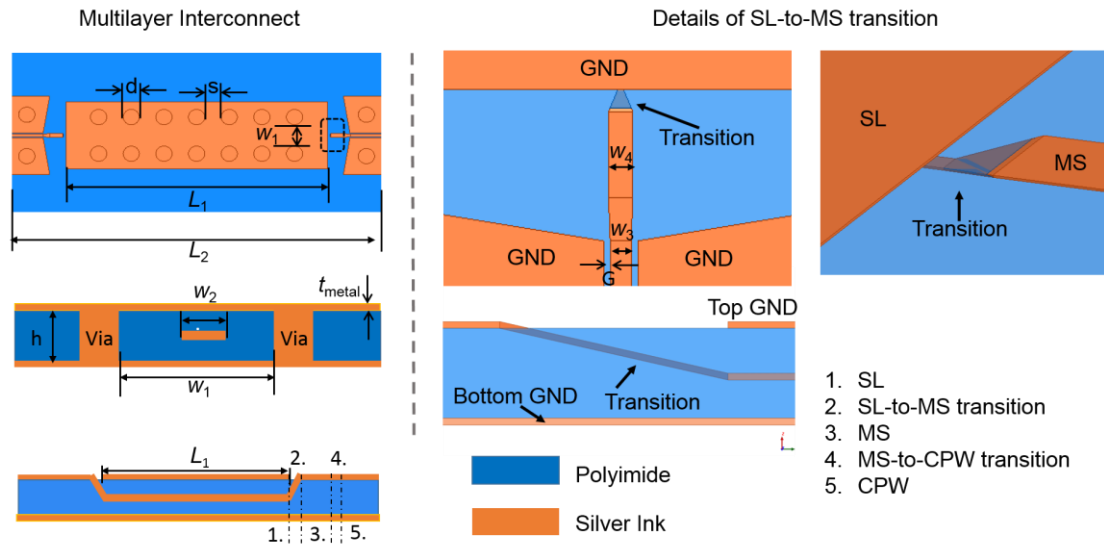 Multilayer Interconnect
d
s
w1
L1
L2
tmetal
w2
h
Via
Via
w1
L1
2.
4.
1.
3.
5.
Details of SL-to-MS transition
GND
Transition
w4
w3
GND
G
GND
SL
MS
Transition
Top GND
Bottom GND
Transition
Polyimide
Silver Ink
1. SL
2. SL-to-MS transition
3. MS
4. MS-to-CPW transition
5. CPW